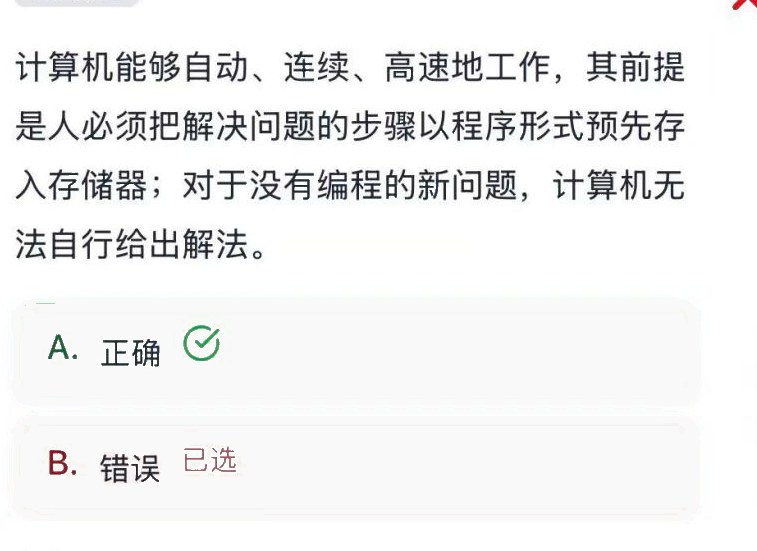 计算机能够自动、连续、高速地工作，其前提
是人必须把解决问题的步骤以程序形式预先存
入存储器；对于没有编程的新问题，计算机无
法自行给出解法。
A. 正确
B. 错误 已选